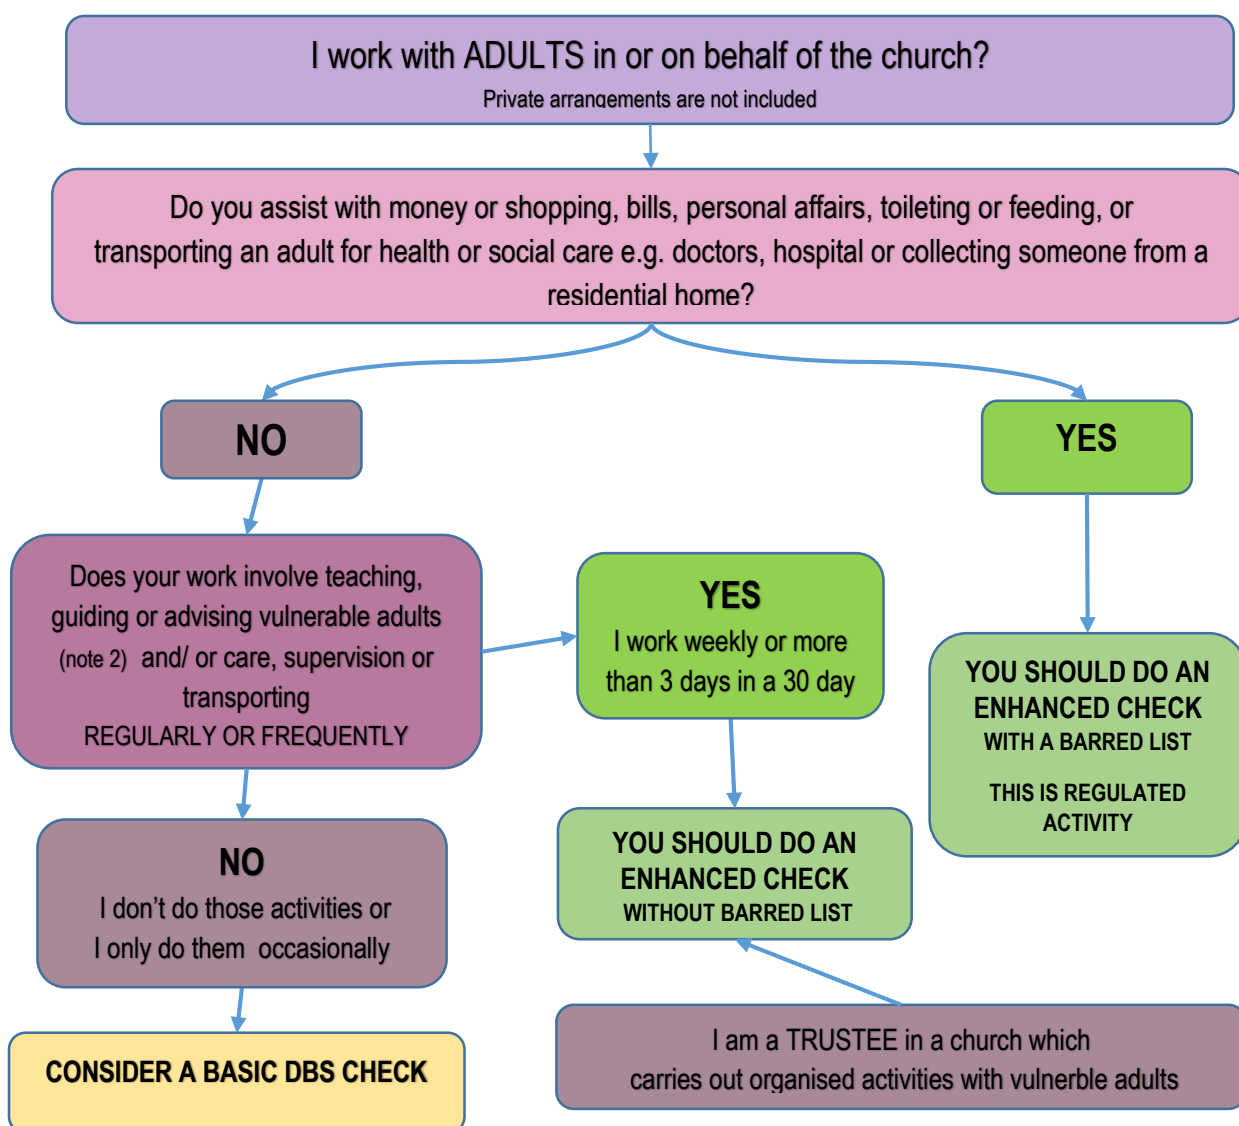 I work with ADULTS in or on behalf of the church?
Private arrangements are not included
Do you assist with money or shopping, bills, personal affairs, toileting or feeding, or
transporting an adult for health or social care e.g. doctors, hospital or collecting someone from a
residential home?
NO
YES
Does your work involve teaching,
guiding or advising vulnerable adults
(note 2) and/ or care, supervision or
transporting
REGULARLY OR FREQUENTLY
YES
I work weekly or more
than 3 days in a 30 day
YOU SHOULD DO AN
ENHANCED CHECK
WITH A BARRED LIST
THIS IS REGULATED
ACTIVITY
NO
I don't do those activities or
I only do them occasionally
YOU SHOULD DO AN
ENHANCED CHECK
WITHOUT BARRED LIST
CONSIDER A BASIC DBS CHECK
I am a TRUSTEE in a church which
carries out organised activities with vulnerble adults